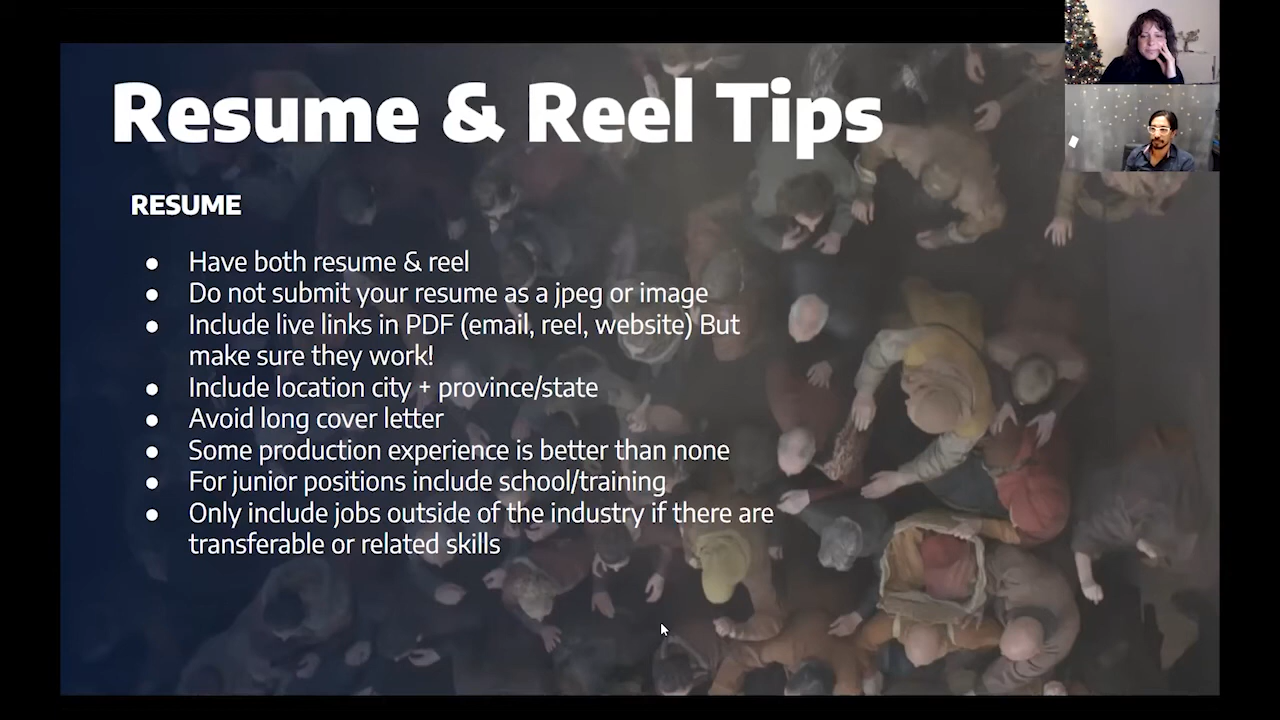 Resume & Reel Tips
RESUME
● Have both resume & reel
● Do not submit your resume as a jpeg or image
● Include live links in PDF (email, reel, website) But
make sure they work!
● Include location city + province/state
● Avoid long cover letter
● Some production experience is better than none
● For junior positions include school/training
● Only include jobs outside of the industry if there are
transferable or related skills